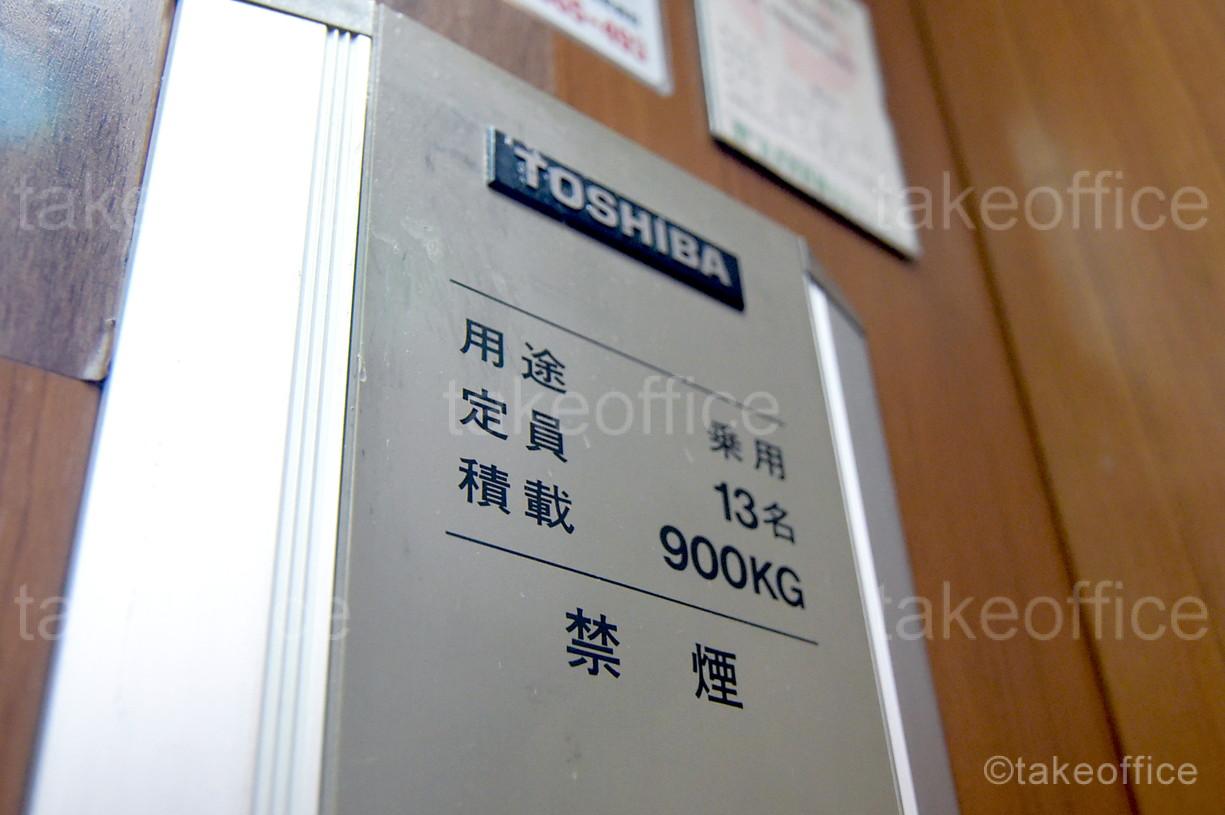 TOSHIBA
用途 乗用
定員 13名
積載 900KG
禁煙
takeoffice
takeoffice
takeoffice
takeoffice
takeoffice
©takeoffice